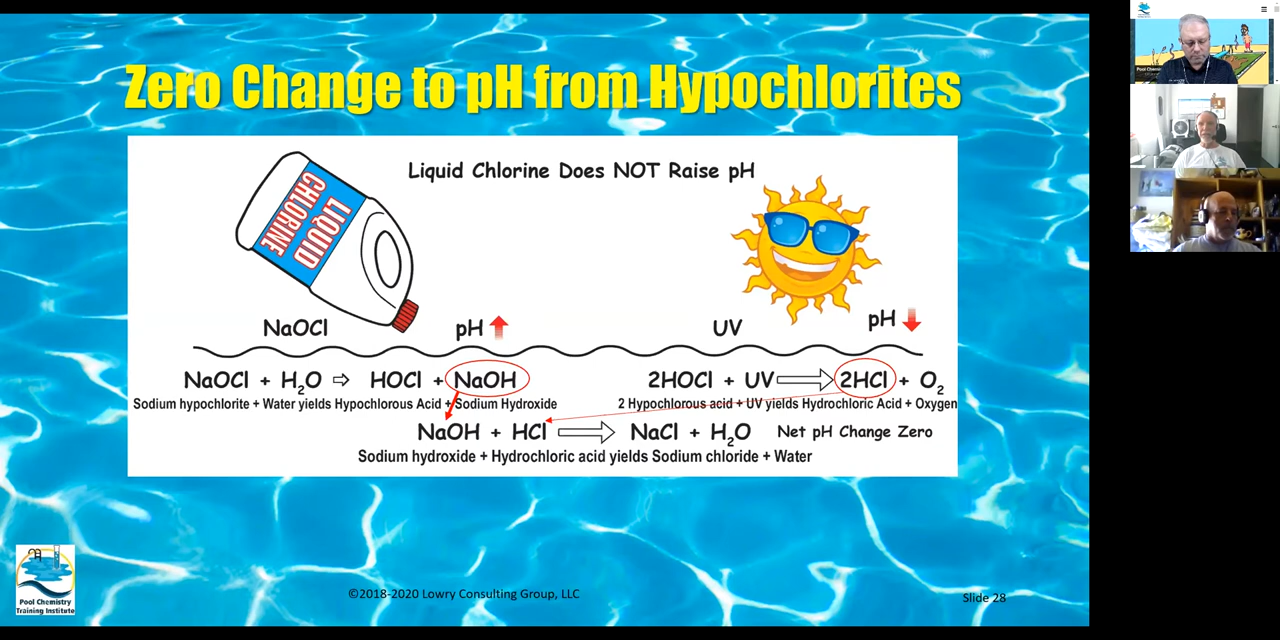 Zero Change to pH from Hypochlorites
Liquid Chlorine Does NOT Raise pH
LIQUID
CHLORINE
NaOCl
pH
UV
pH
NaOCl + H₂O ⇨ HOCl + NaOH
Sodium hypochlorite + Water yields Hypochlorous Acid + Sodium Hydroxide
2HOCl + UV ⇨ 2HCl + O₂
2 Hypochlorous acid + UV yields Hydrochloric Acid + Oxygen
NaOH + HCl ⇨ NaCl + H₂O
Net pH Change Zero
Sodium hydroxide + Hydrochloric acid yields Sodium chloride + Water
Pool Chemistry
Training Institute
©2018-2020 Lowry Consulting Group, LLC
Slide 28